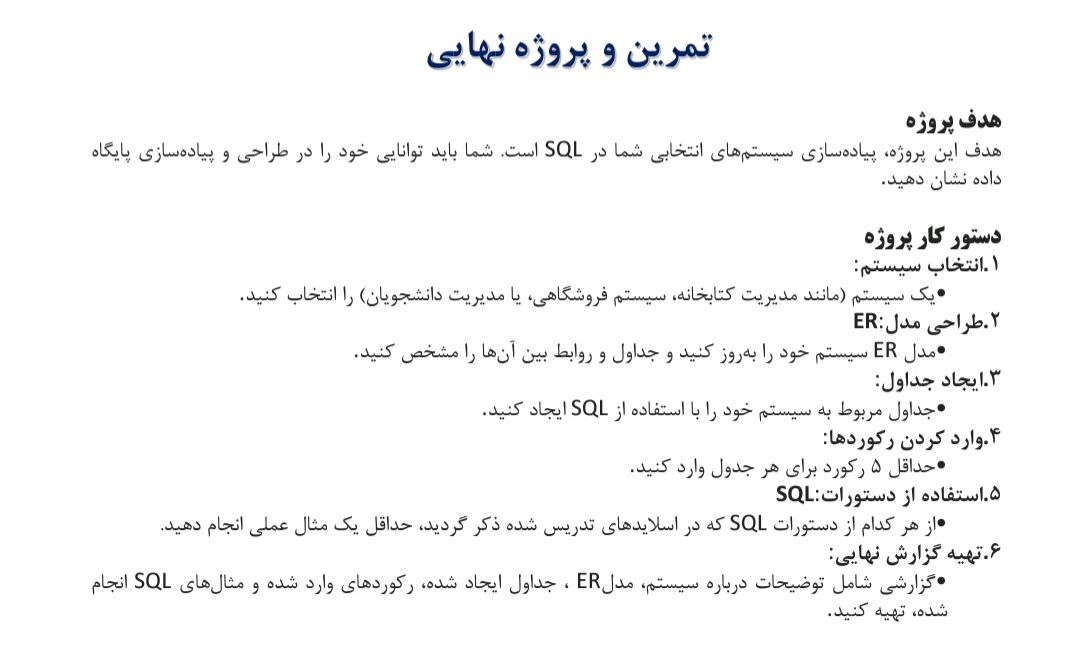 تمرین و پروژه نهایی
هدف پروژه
هدف این پروژه، پیاده‌سازی سیستم‌های انتخابی شما در SQL است. شما باید توانایی خود را در طراحی و پیاده‌سازی پایگاه
داده نشان دهید.
دستور کار پروژه
۱.انتخاب سیستم:
•یک سیستم (مانند مدیریت کتابخانه، سیستم فروشگاهی، یا مدیریت دانشجویان) را انتخاب کنید.
۲.طراحی مدل:ER
•مدل ER سیستم خود را به‌روز کنید و جداول و روابط بین آن‌ها را مشخص کنید.
۳.ایجاد جداول:
•جداول مربوط به سیستم خود را با استفاده از SQL ایجاد کنید.
۴.وارد کردن رکوردها:
•حداقل ۵ رکورد برای هر جدول وارد کنید.
۵.استفاده از دستورات:SQL
•از هر کدام از دستورات SQL که در اسلایدهای تدریس شده ذکر گردید، حداقل یک مثال عملی انجام دهید.
۶.تهیه گزارش نهایی:
•گزارشی شامل توضیحات درباره سیستم، مدلER ، جداول ایجاد شده، رکوردهای وارد شده و مثال‌های SQL انجام
شده، تهیه کنید.